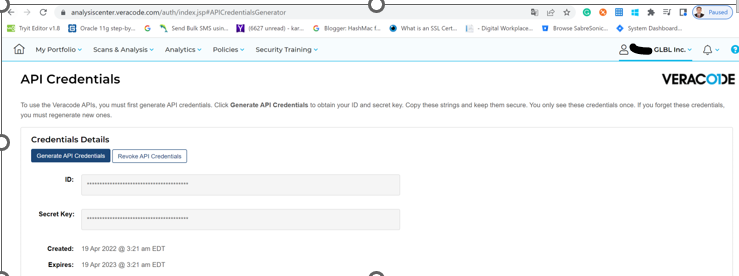 analysiscenter.veracode.com/auth/index.jsp#APICredentialsGenerator
Paused
Tryit Editor v1.8 Oracle 11g step-by... Send Bulk SMS usin... (6627 unread) - kar... Blogger: HashMac f... What is an SSL Cert... - Digital Workplace... Browse SabreSonic... System Dashboard...
My Portfolio Scans & Analysis Analytics Policies Security Training GLBL Inc.
API Credentials
VERACODE
To use the Veracode APIs, you must first generate API credentials. Click Generate API Credentials to obtain your ID and secret key. Copy these strings and keep them secure. You only see these credentials once. If you forget these credentials,
you must regenerate new ones.
Credentials Details
Generate API Credentials Revoke API Credentials
ID:
Secret Key:
Created: 19 Apr 2022 @ 3:21 am EDT
Expires: 19 Apr 2023 @ 3:21 am EDT